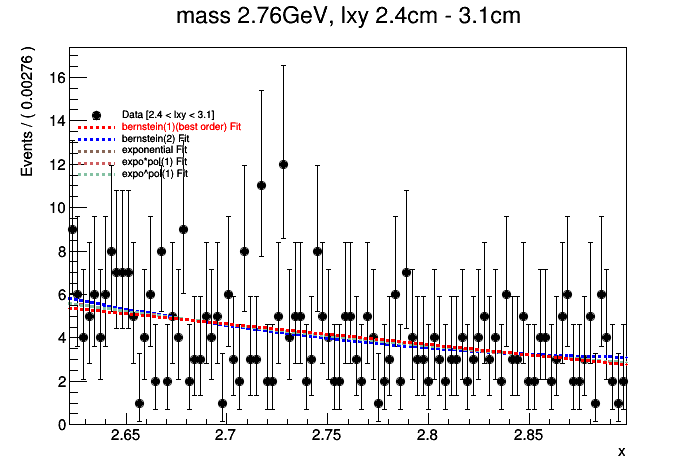 mass 2.76GeV, lxy 2.4cm - 3.1cm
Events / ( 0.00276 )
16
14
12
10
8
6
4
2
0
Data [2.4 < lxy < 3.1]
bernstein(1)(best order) Fit
bernstein(2) Fit
exponential Fit
expo*pol(1) Fit
expo^pol(1) Fit
2.65 2.7 2.75 2.8 2.85
x